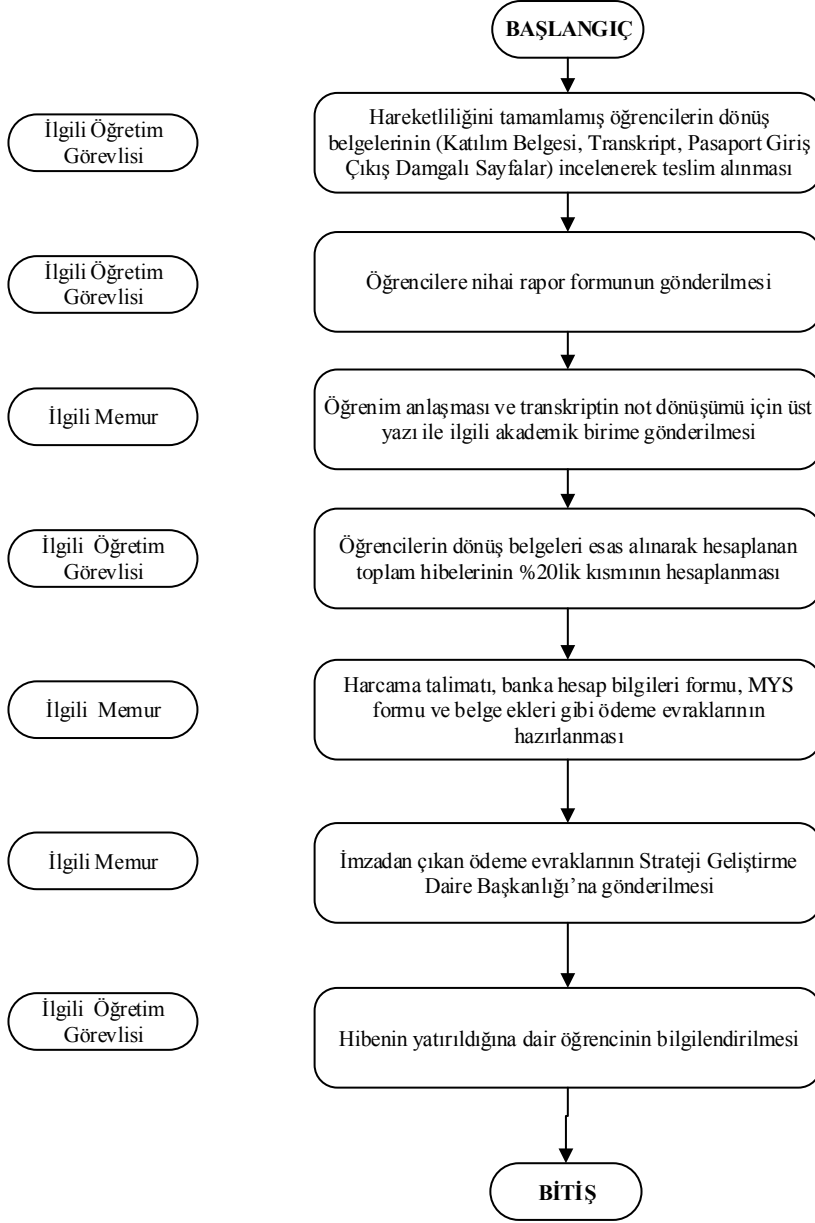 BAŞLANGIÇ
İlgili Öğretim
Görevlisi
Hareketliliğini tamamlamış öğrencilerin dönüş
belgelerinin (Katılım Belgesi, Transkript, Pasaport Giriş
Çıkış Damgalı Sayfalar) incelenerek teslim alınması
İlgili Öğretim
Görevlisi
Öğrencilere nihai rapor formunun gönderilmesi
İlgili Memur
Öğrenim anlaşması ve transkriptin not dönüşümü için üst
yazı ile ilgili akademik birime gönderilmesi
İlgili Öğretim
Görevlisi
Öğrencilerin dönüş belgeleri esas alınarak hesaplanan
toplam hibelerinin %20lik kısmının hesaplanması
İlgili Memur
Harcama talimatı, banka hesap bilgileri formu, MYS
formu ve belge ekleri gibi ödeme evraklarının
hazırlanması
İlgili Memur
İmzadan çıkan ödeme evraklarının Strateji Geliştirme
Daire Başkanlığı’na gönderilmesi
İlgili Öğretim
Görevlisi
Hibenin yatırıldığına dair öğrencinin bilgilendirilmesi
BİTİŞ